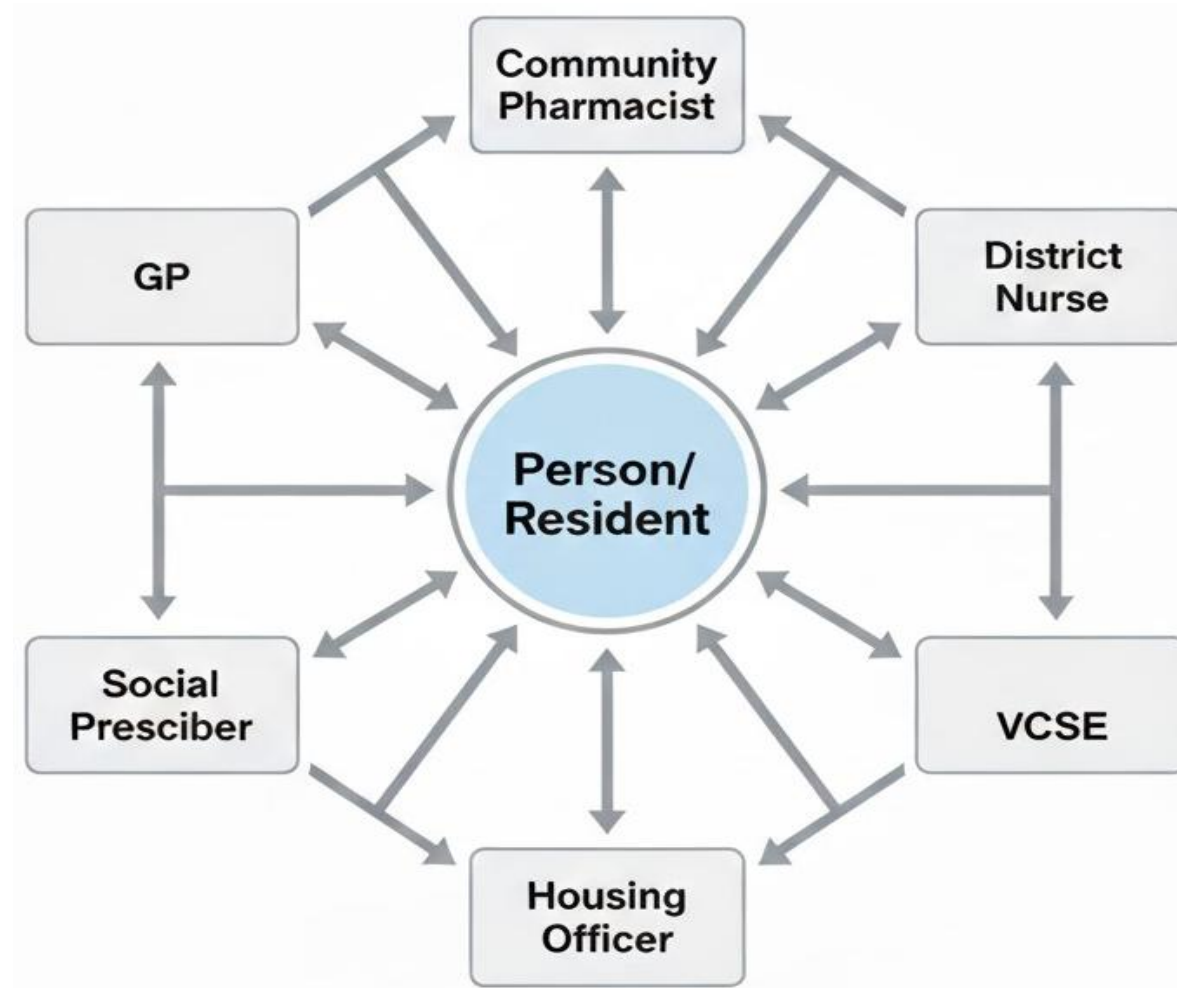 Community
Pharmacist
GP
District
Nurse
Person/
Resident
Social
Presciber
VCSE
Housing
Officer